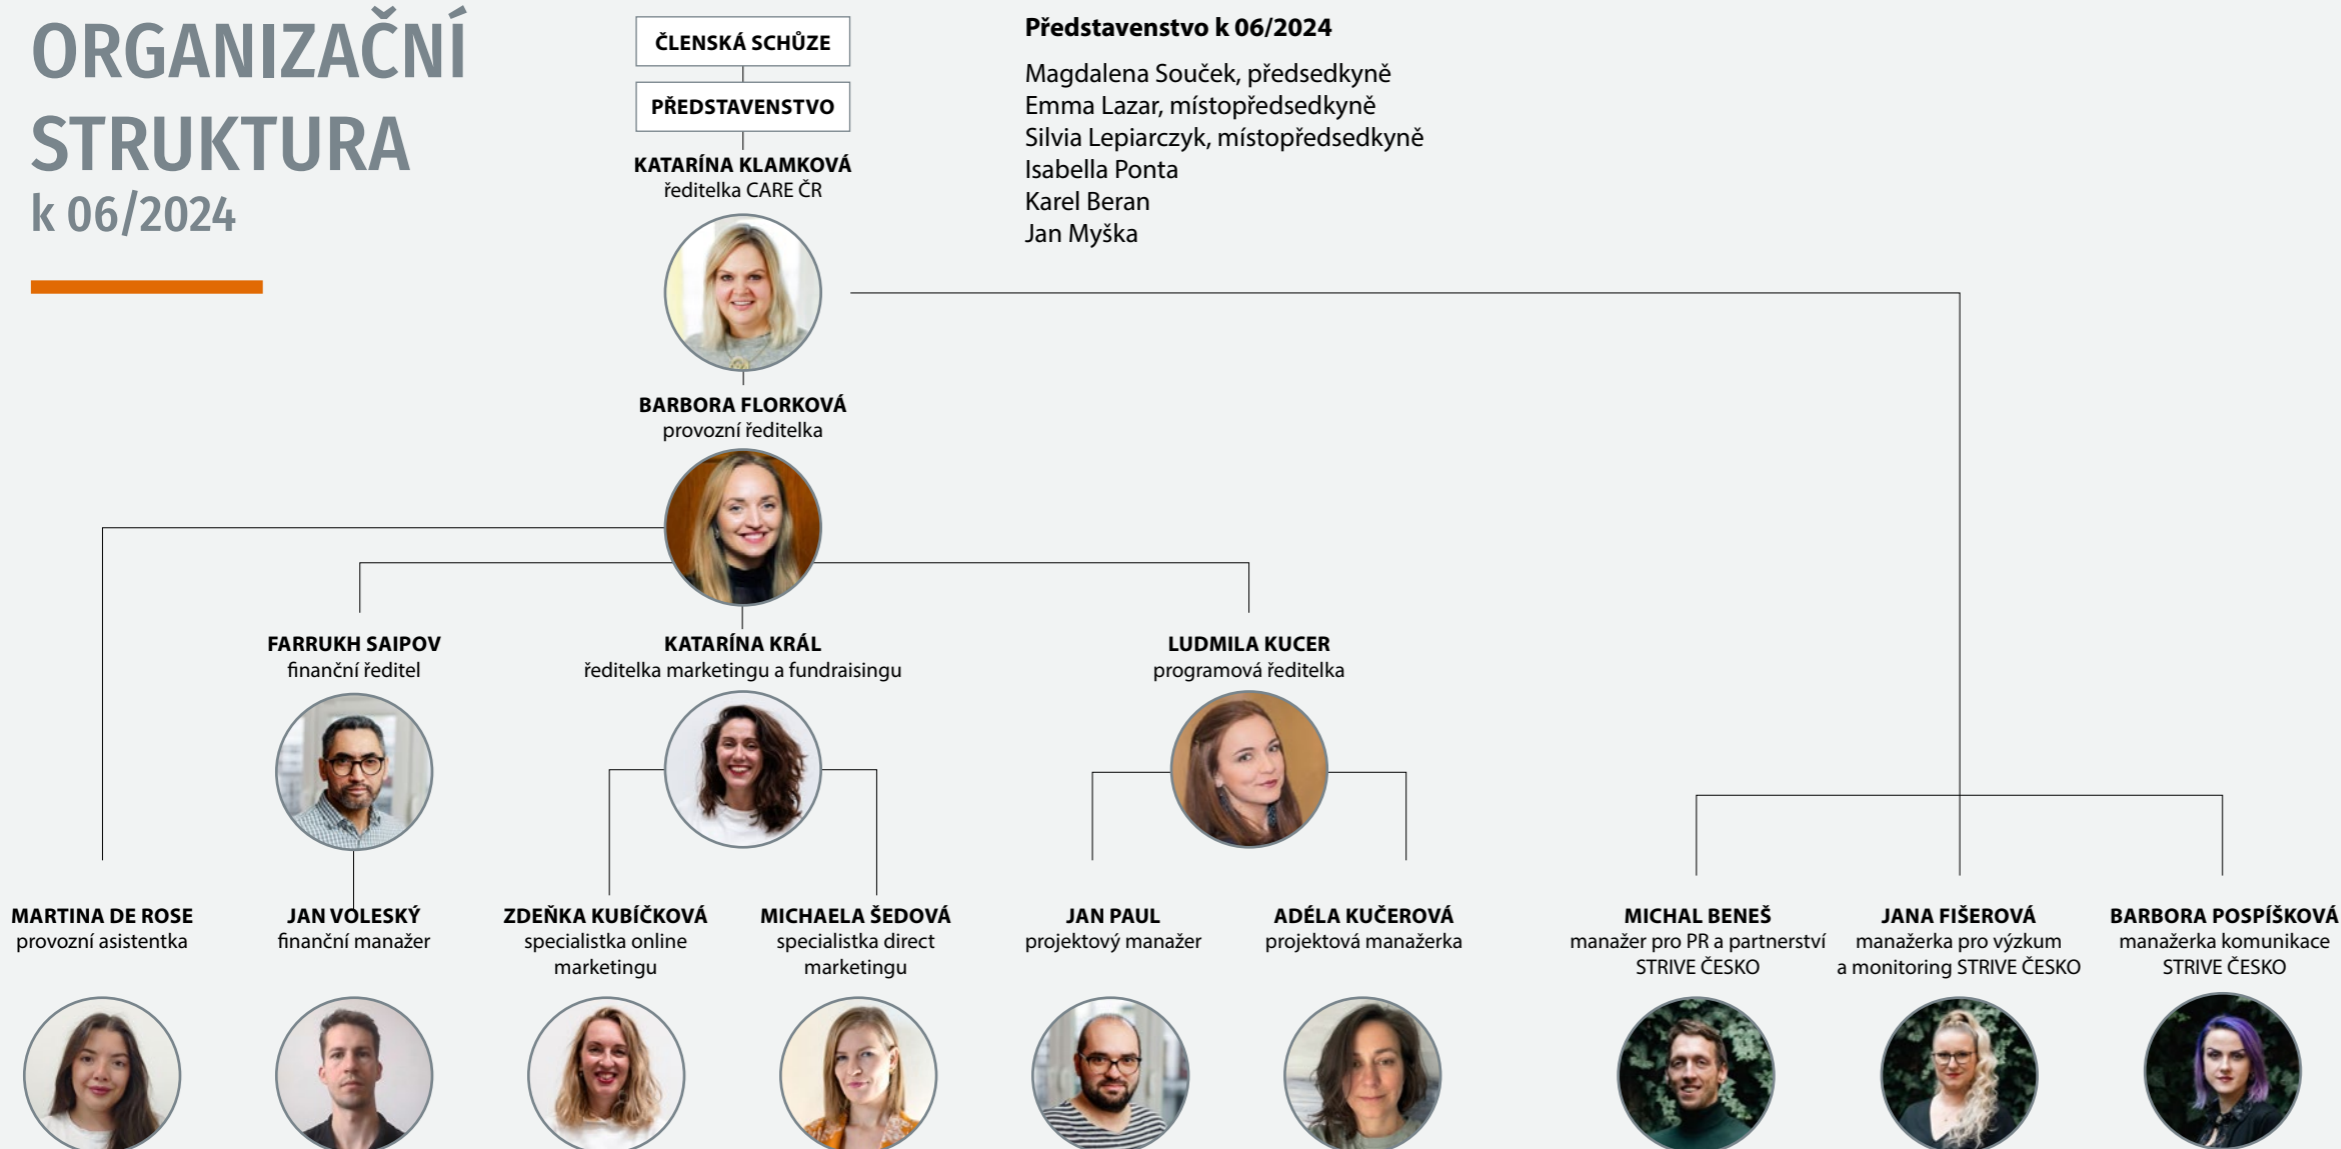 ORGANIZAČNÍ
STRUKTURA
k 06/2024
ČLENSKÁ SCHŮZE
PŘEDSTAVENSTVO
KATARÍNA KLAMKOVÁ
ředitelka CARE ČR
Představenstvo k 06/2024
Magdalena Souček, předsedkyně
Emma Lazar, místopředsedkyně
Silvia Lepiarczyk, místopředsedkyně
Isabella Ponta
Karel Beran
Jan Myška
BARBORA FLORKOVÁ
provozní ředitelka
FARRUKH SAIPOV
finanční ředitel
KATARÍNA KRÁL
ředitelka marketingu a fundraisingu
LUDMILA KUCER
programová ředitelka
MARTINA DE ROSE
provozní asistentka
JAN VOLESKÝ
finanční manažer
ZDEŇKA KUBÍČKOVÁ
specialistka online
marketingu
MICHAELA ŠEDOVÁ
specialistka direct
marketingu
JAN PAUL
projektový manažer
ADÉLA KUČEROVÁ
projektová manažerka
MICHAL BENEŠ
manažer pro PR a partnerství
STRIVE ČESKO
JANA FIŠEROVÁ
manažerka pro výzkum
a monitoring STRIVE ČESKO
BARBORA POSPÍŠKOVÁ
manažerka komunikace
STRIVE ČESKO